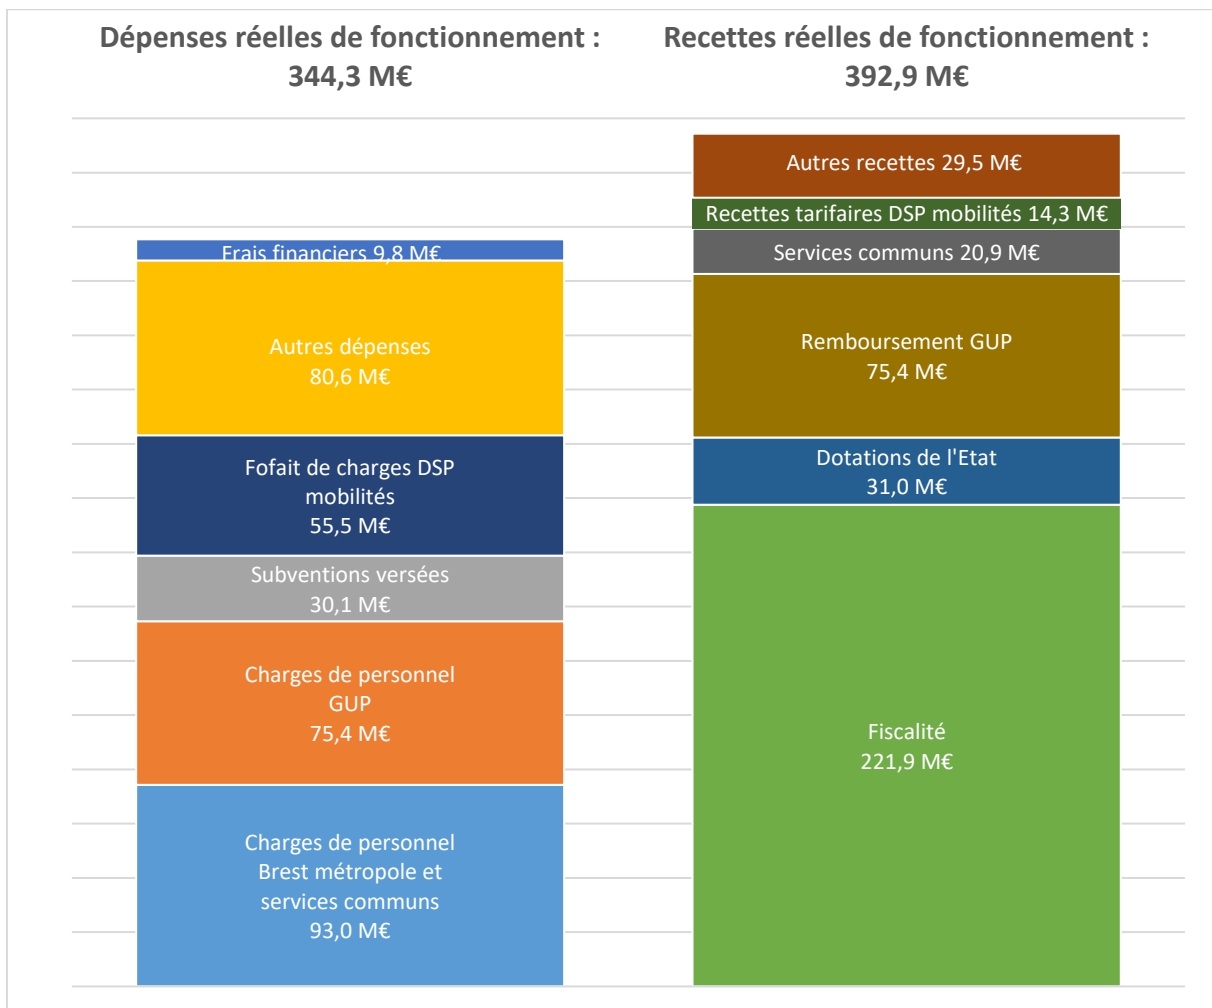 Dépenses réelles de fonctionnement :
344,3 M€
Recettes réelles de fonctionnement :
392,9 M€
Frais financiers 9,8 M€
Autres dépenses
80,6 M€
Fofait de charges DSP
mobilités
55,5 M€
Subventions versées
30,1 M€
Charges de personnel
GUP
75,4 M€
Charges de personnel
Brest métropole et
services communs
93,0 M€
Autres recettes 29,5 M€
Recettes tarifaires DSP mobilités 14,3 M€
Services communs 20,9 M€
Remboursement GUP
75,4 M€
Dotations de l'Etat
31,0 M€
Fiscalité
221,9 M€